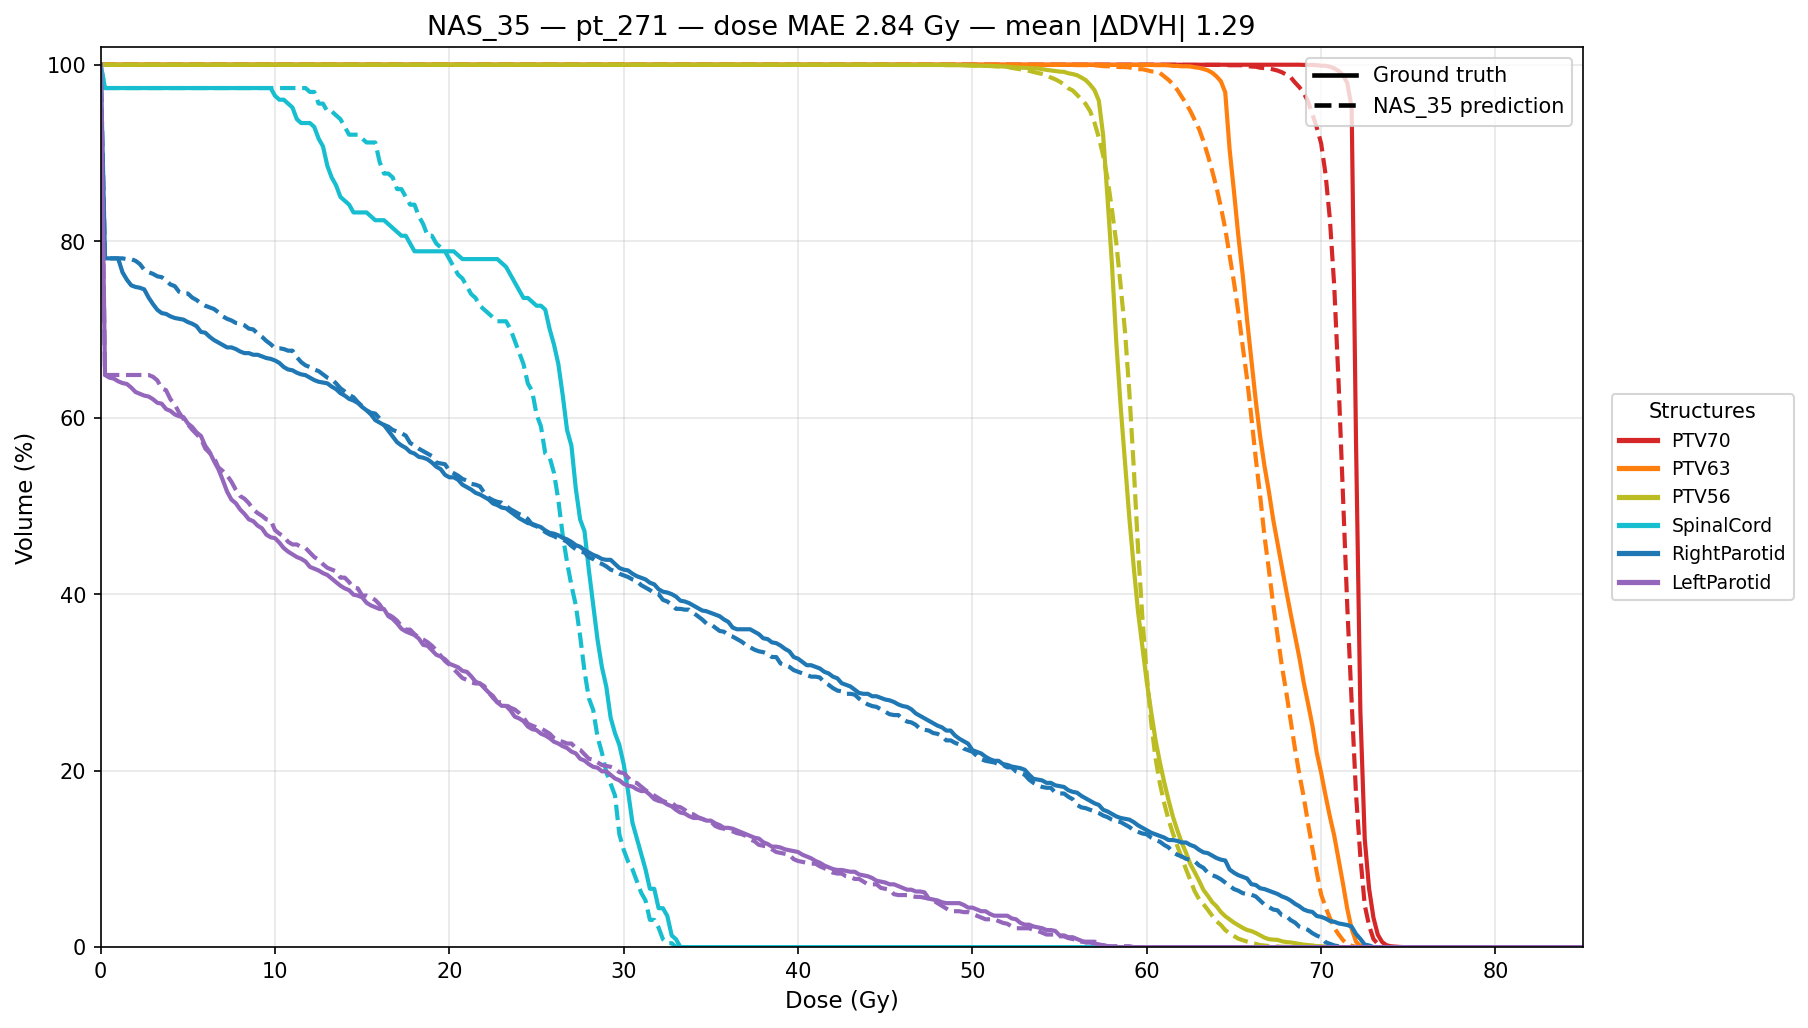 NAS_35 — pt_271 — dose MAE 2.84 Gy — mean |ΔDVH| 1.29
Ground truth
NAS_35 prediction
Volume (%)
100
80
60
40
20
0
0 10 20 30 40 50 60 70 80
Dose (Gy)
Structures
PTV70
PTV63
PTV56
SpinalCord
RightParotid
LeftParotid